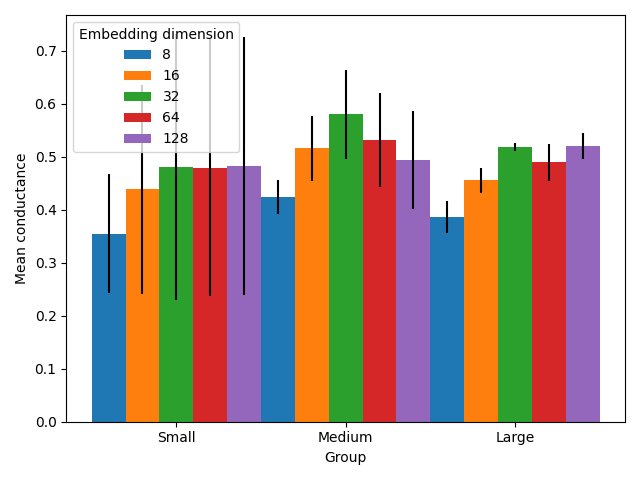 Embedding dimension
8
16
32
64
128
0.7
0.6
0.5
0.4
0.3
0.2
0.1
0.0
Mean conductance
Small
Medium
Large
Group